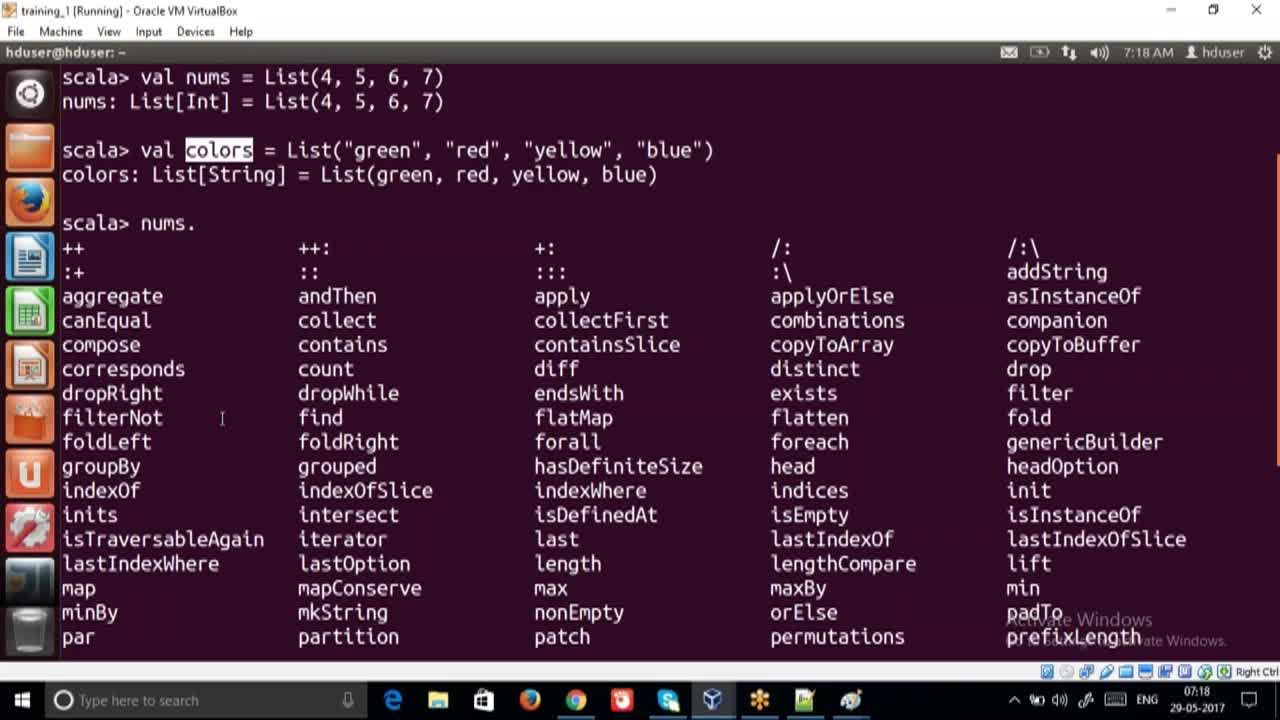 training_1 [Running] - Oracle VM VirtualBox
File Machine View Input Devices Help
hduser@hduser: ~ 7:18 AM hduser
scala> val nums = List(4, 5, 6, 7)
nums: List[Int] = List(4, 5, 6, 7)
scala> val colors = List("green", "red", "yellow", "blue")
colors: List[String] = List(green, red, yellow, blue)
scala> nums.
++ ++: +: /: /:\
:+ :: ::: :\ addString
aggregate andThen apply applyOrElse asInstanceOf
canEqual collect collectFirst combinations companion
compose contains containsSlice copyToArray copyToBuffer
corresponds count diff distinct drop
dropRight dropWhile endsWith exists filter
filterNot find flatMap flatten fold
foldLeft foldRight forall foreach genericBuilder
groupBy grouped hasDefiniteSize head headOption
indexOf indexOfSlice indexWhere indices init
inits intersect isDefinedAt isEmpty isInstanceOf
isTraversableAgain iterator last lastIndexOf lastIndexOfSlice
lastIndexWhere lastOption length lengthCompare lift
map mapConserve max maxBy min
minBy mkString nonEmpty orElse padTo
Activate Windows
par partition patch permutations prefixLength
Go to Settings to activate Windows.
Right Ctrl
Type here to search ENG 07:18
29-05-2017